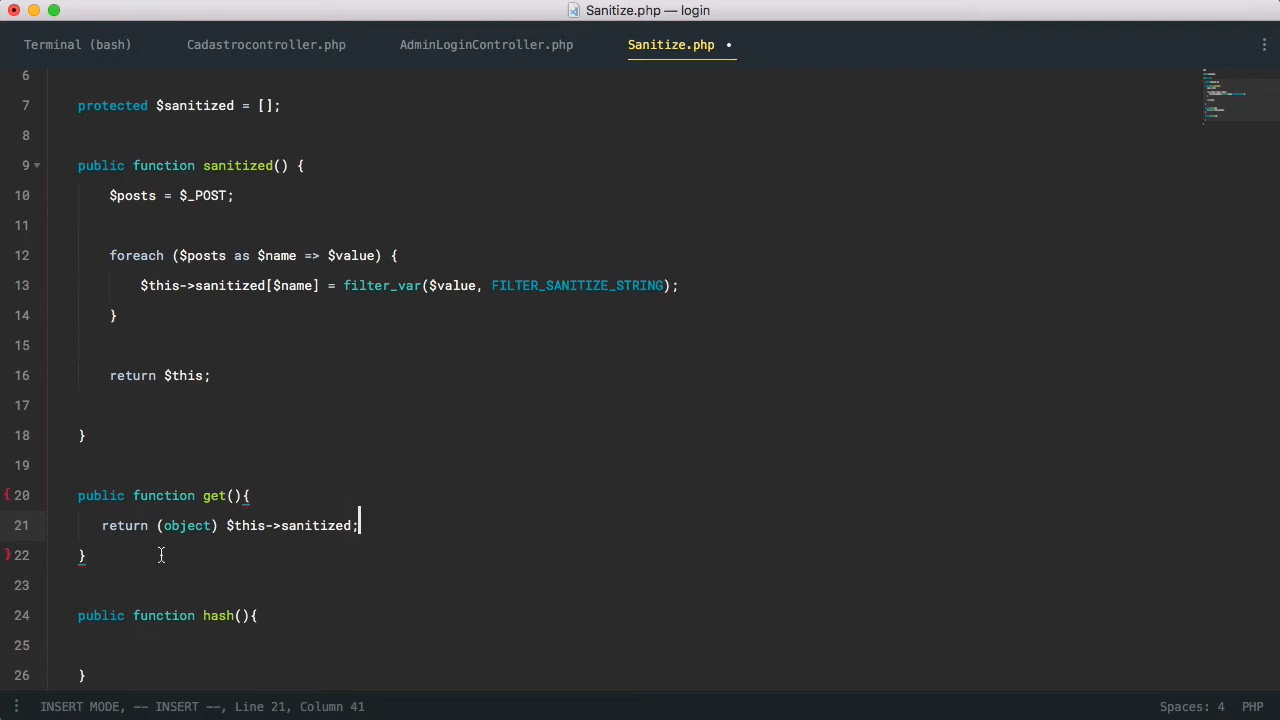 Sanitize.php — login
Terminal (bash) Cadastrocontroller.php AdminLoginController.php Sanitize.php •
6
7 protected $sanitized = [];
8
9 public function sanitized() {
10 $posts = $_POST;
11
12 foreach ($posts as $name => $value) {
13 $this->sanitized[$name] = filter_var($value, FILTER_SANITIZE_STRING);
14 }
15
16 return $this;
17
18 }
19
{ 20 public function get(){
21 return (object) $this->sanitized;
} 22 }
23
24 public function hash(){
25
26 }
INSERT MODE, -- INSERT --, Line 21, Column 41 Spaces: 4 PHP